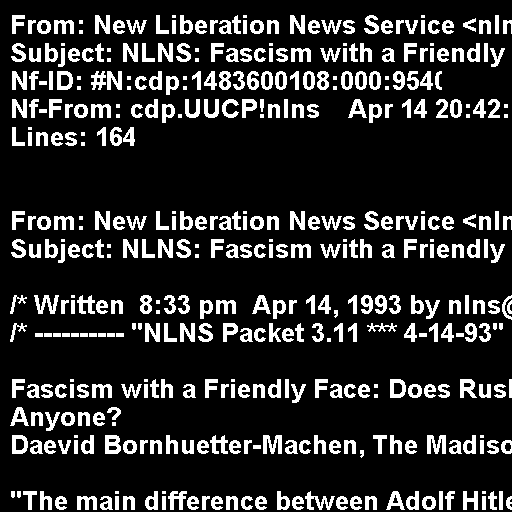 From: New Liberation News Service <nln
Subject: NLNS: Fascism with a Friendly
Nf-ID: #N:cdp:1483600108:000:954
Nf-From: cdp.UUCP!nlns    Apr 14 20:42:
Lines: 164
From: New Liberation News Service <nln
Subject: NLNS: Fascism with a Friendly
/* Written  8:33 pm  Apr 14, 1993 by nlns@
/* ---------- "NLNS Packet 3.11 *** 4-14-93"
Fascism with a Friendly Face: Does Rus
Anyone?
Daevid Bornhuetter-Machen, The Madiso
"The main difference between Adolf Hitle